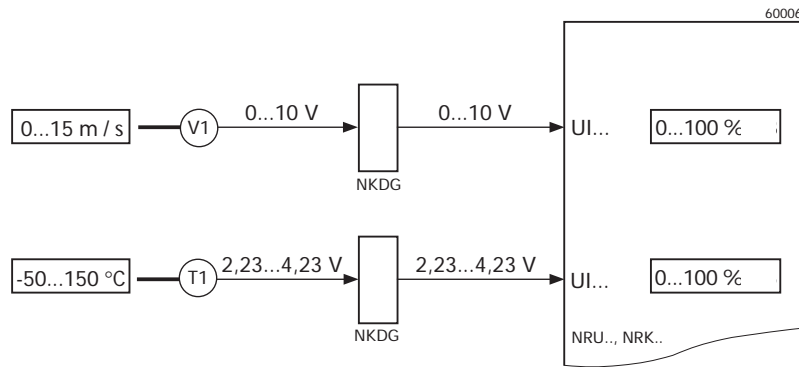 60006
0...15 m / s V1 0...10 V NKDG 0...10 V UI... 0...100 %
-50...150 °C T1 2,23...4,23 V NKDG 2,23...4,23 V UI... 0...100 %
NRU.., NRK..